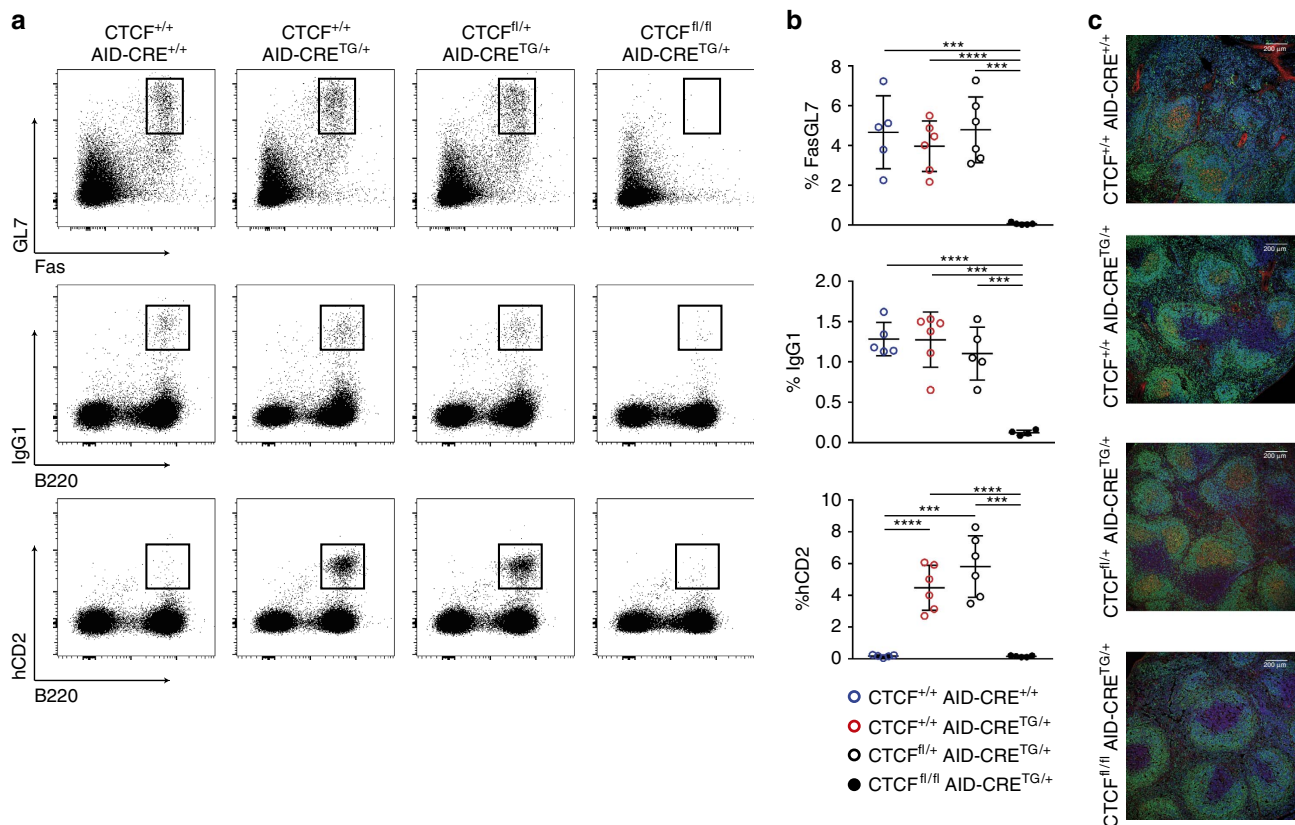 a
CTCF+/+ AID-CRE+/+
CTCF+/+ AID-CRETG/+
CTCFfl/+ AID-CRETG/+
CTCFfl/fl AID-CRETG/+
GL7
Fas
IgG1
B220
hCD2
B220
b
***
****
***
% FasGL7
8
6
4
2
0
****
***
***
% IgG1
2.0
1.5
1.0
0.5
0.0
****
***
***
****
%hCD2
10
8
6
4
2
0
CTCF+/+ AID-CRE+/+
CTCF+/+ AID-CRETG/+
CTCFfl/+ AID-CRETG/+
CTCFfl/fl AID-CRETG/+
c
CTCF+/+ AID-CRE+/+
200 µm
CTCF+/+ AID-CRETG/+
200 µm
CTCFfl/+ AID-CRETG/+
200 µm
CTCFfl/fl AID-CRETG/+
200 µm